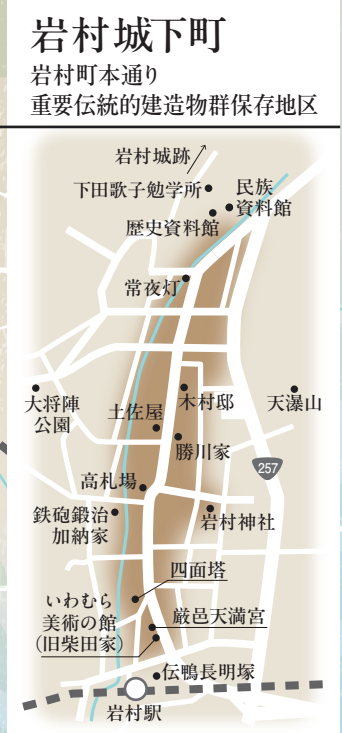 岩村城下町
岩村町本通り
重要伝統的建造物群保存地区
岩村城跡
下田歌子勉学所
民族
資料館
歴史資料館
常夜灯
大将陣
公園
土佐屋
木村邸
天瀑山
勝川家
257
高札場
鉄砲鍛治
加納家
岩村神社
四面塔
いわむら
美術の館
(旧柴田家)
厳邑天満宮
伝鴨長明塚
岩村駅